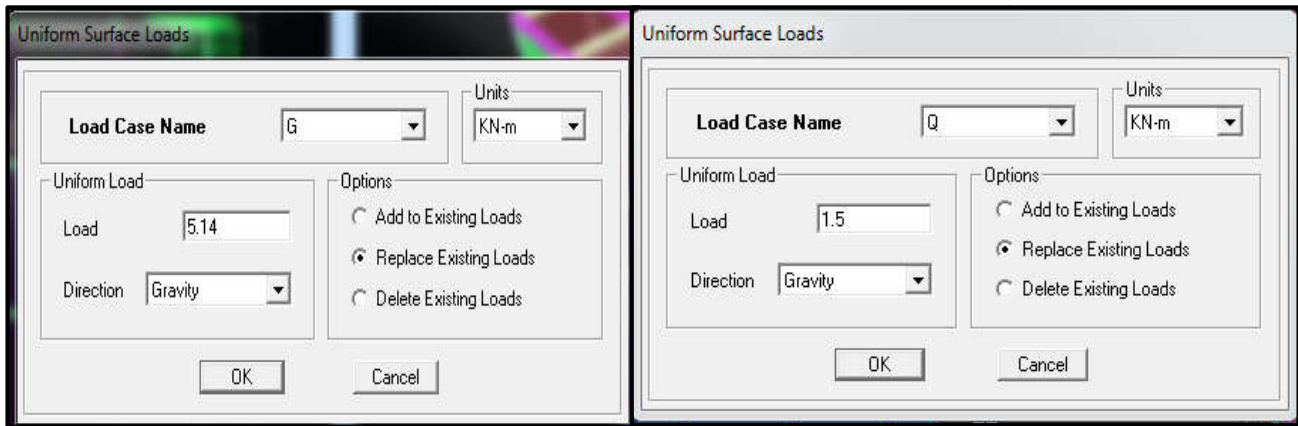 Uniform Surface Loads
Units
Load Case Name G KN-m
Uniform Load
Options
Load 5.14
Add to Existing Loads
Replace Existing Loads
Direction Gravity
Delete Existing Loads
OK Cancel
Uniform Surface Loads
Units
Load Case Name Q KN-m
Uniform Load
Options
Load 1.5
Add to Existing Loads
Replace Existing Loads
Direction Gravity
Delete Existing Loads
OK Cancel